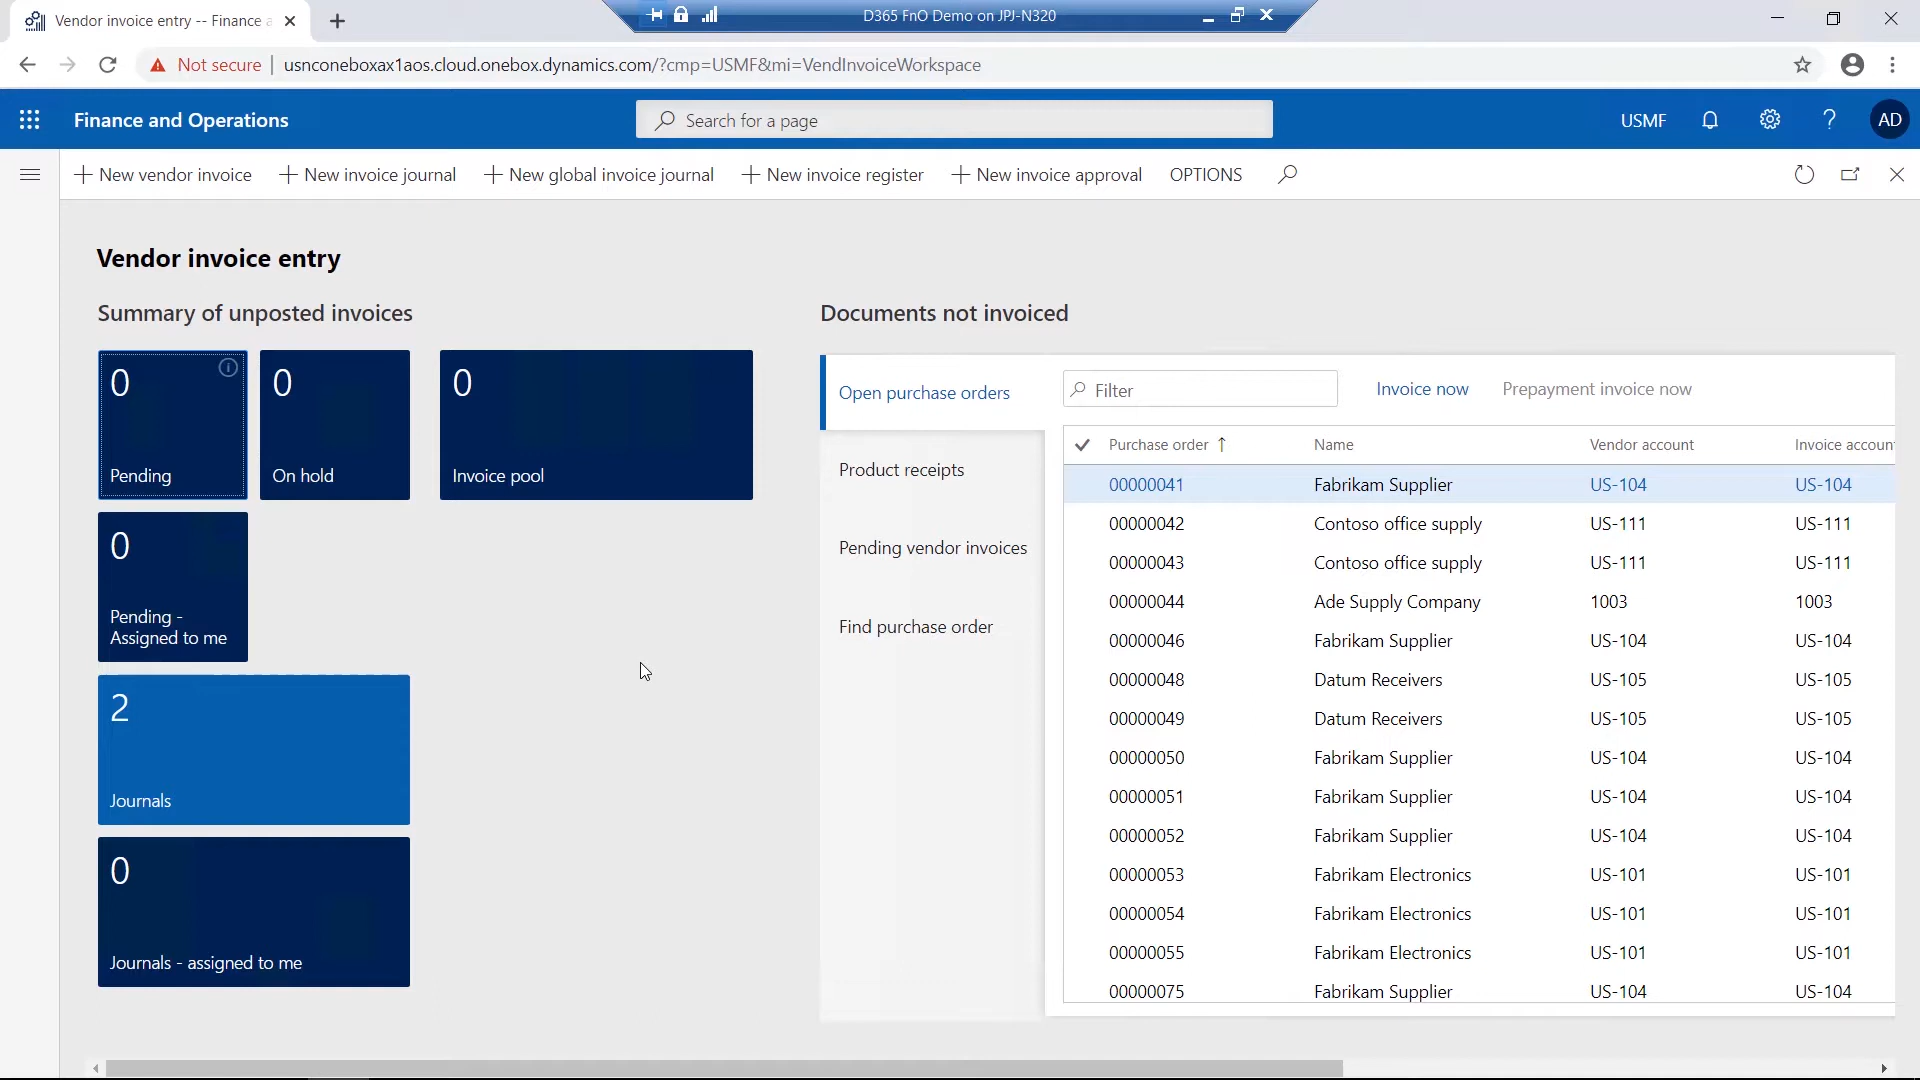 Vendor invoice entry -- Finance a
D365 FnO Demo on JPJ-N320
Not secure
usnconeboxax1aos.cloud.onebox.dynamics.com/?cmp=USMF&mi=VendInvoiceWorkspace
Finance and Operations
Search for a page
USMF
?
AD
New vendor invoice
New invoice journal
New global invoice journal
New invoice register
New invoice approval
OPTIONS
Vendor invoice entry
Summary of unposted invoices
0
Pending
0
On hold
0
Invoice pool
0
Pending -
Assigned to me
2
Journals
0
Journals - assigned to me
Documents not invoiced
Open purchase orders
Product receipts
Pending vendor invoices
Find purchase order
Filter
Invoice now
Prepayment invoice now
Purchase order Name Vendor account Invoice accoun
00000041 Fabrikam Supplier US-104 US-104
00000042 Contoso office supply US-111 US-111
00000043 Contoso office supply US-111 US-111
00000044 Ade Supply Company 1003 1003
00000046 Fabrikam Supplier US-104 US-104
00000048 Datum Receivers US-105 US-105
00000049 Datum Receivers US-105 US-105
00000050 Fabrikam Supplier US-104 US-104
00000051 Fabrikam Supplier US-104 US-104
00000052 Fabrikam Supplier US-104 US-104
00000053 Fabrikam Electronics US-101 US-101
00000054 Fabrikam Electronics US-101 US-101
00000055 Fabrikam Electronics US-101 US-101
00000075 Fabrikam Supplier US-104 US-104